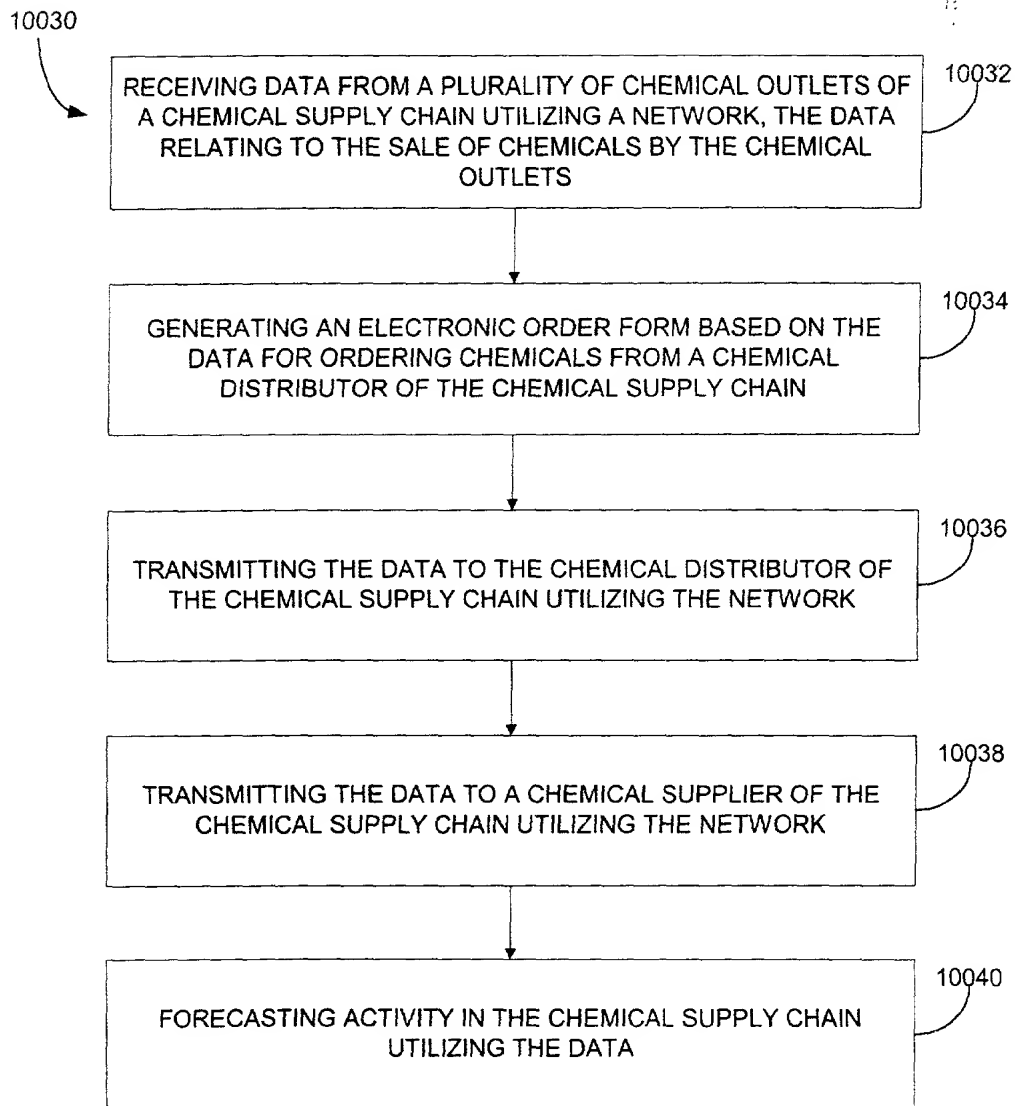 10030
10032
RECEIVING DATA FROM A PLURALITY OF CHEMICAL OUTLETS OF
A CHEMICAL SUPPLY CHAIN UTILIZING A NETWORK, THE DATA
RELATING TO THE SALE OF CHEMICALS BY THE CHEMICAL
OUTLETS
10034
GENERATING AN ELECTRONIC ORDER FORM BASED ON THE
DATA FOR ORDERING CHEMICALS FROM A CHEMICAL
DISTRIBUTOR OF THE CHEMICAL SUPPLY CHAIN
10036
TRANSMITTING THE DATA TO THE CHEMICAL DISTRIBUTOR OF
THE CHEMICAL SUPPLY CHAIN UTILIZING THE NETWORK
10038
TRANSMITTING THE DATA TO A CHEMICAL SUPPLIER OF THE
CHEMICAL SUPPLY CHAIN UTILIZING THE NETWORK
10040
FORECASTING ACTIVITY IN THE CHEMICAL SUPPLY CHAIN
UTILIZING THE DATA